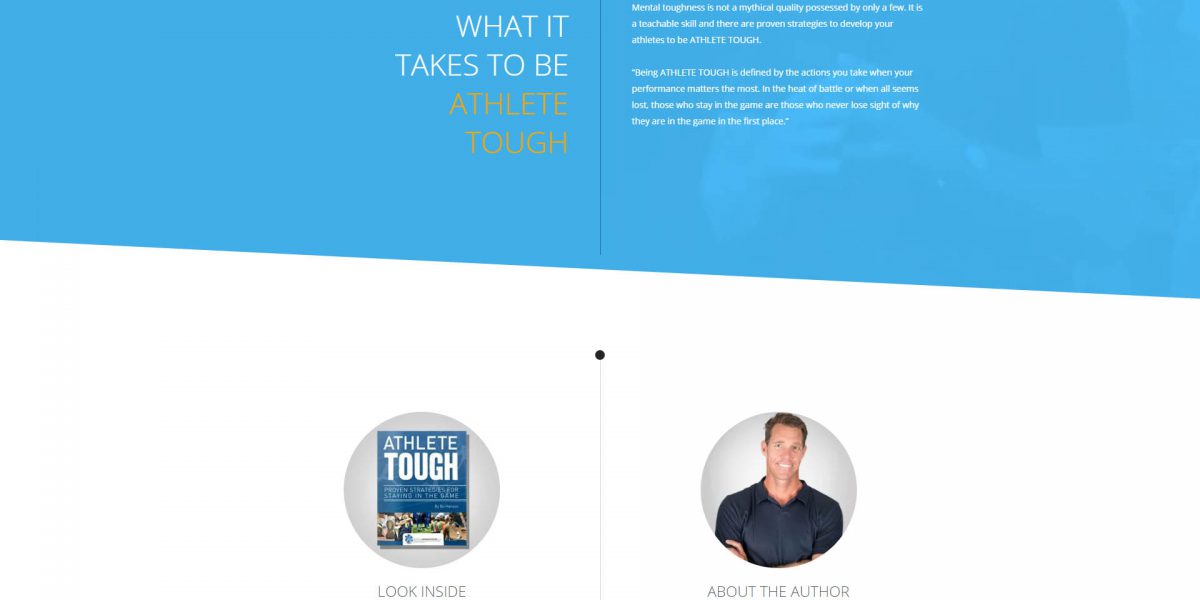 WHAT IT
TAKES TO BE
ATHLETE
TOUGH
Mental toughness is not a mythical quality possessed by only a few. It is
a teachable skill and there are proven strategies to develop your
athletes to be ATHLETE TOUGH.
“Being ATHLETE TOUGH is defined by the actions you take when your
performance matters the most. In the heat of battle or when all seems
lost, those who stay in the game are those who never lose sight of why
they are in the game in the first place.”
ATHLETE
TOUGH
PROVEN STRATEGIES FOR
STAYING IN THE GAME
By Bo Hanson
LOOK INSIDE
ABOUT THE AUTHOR